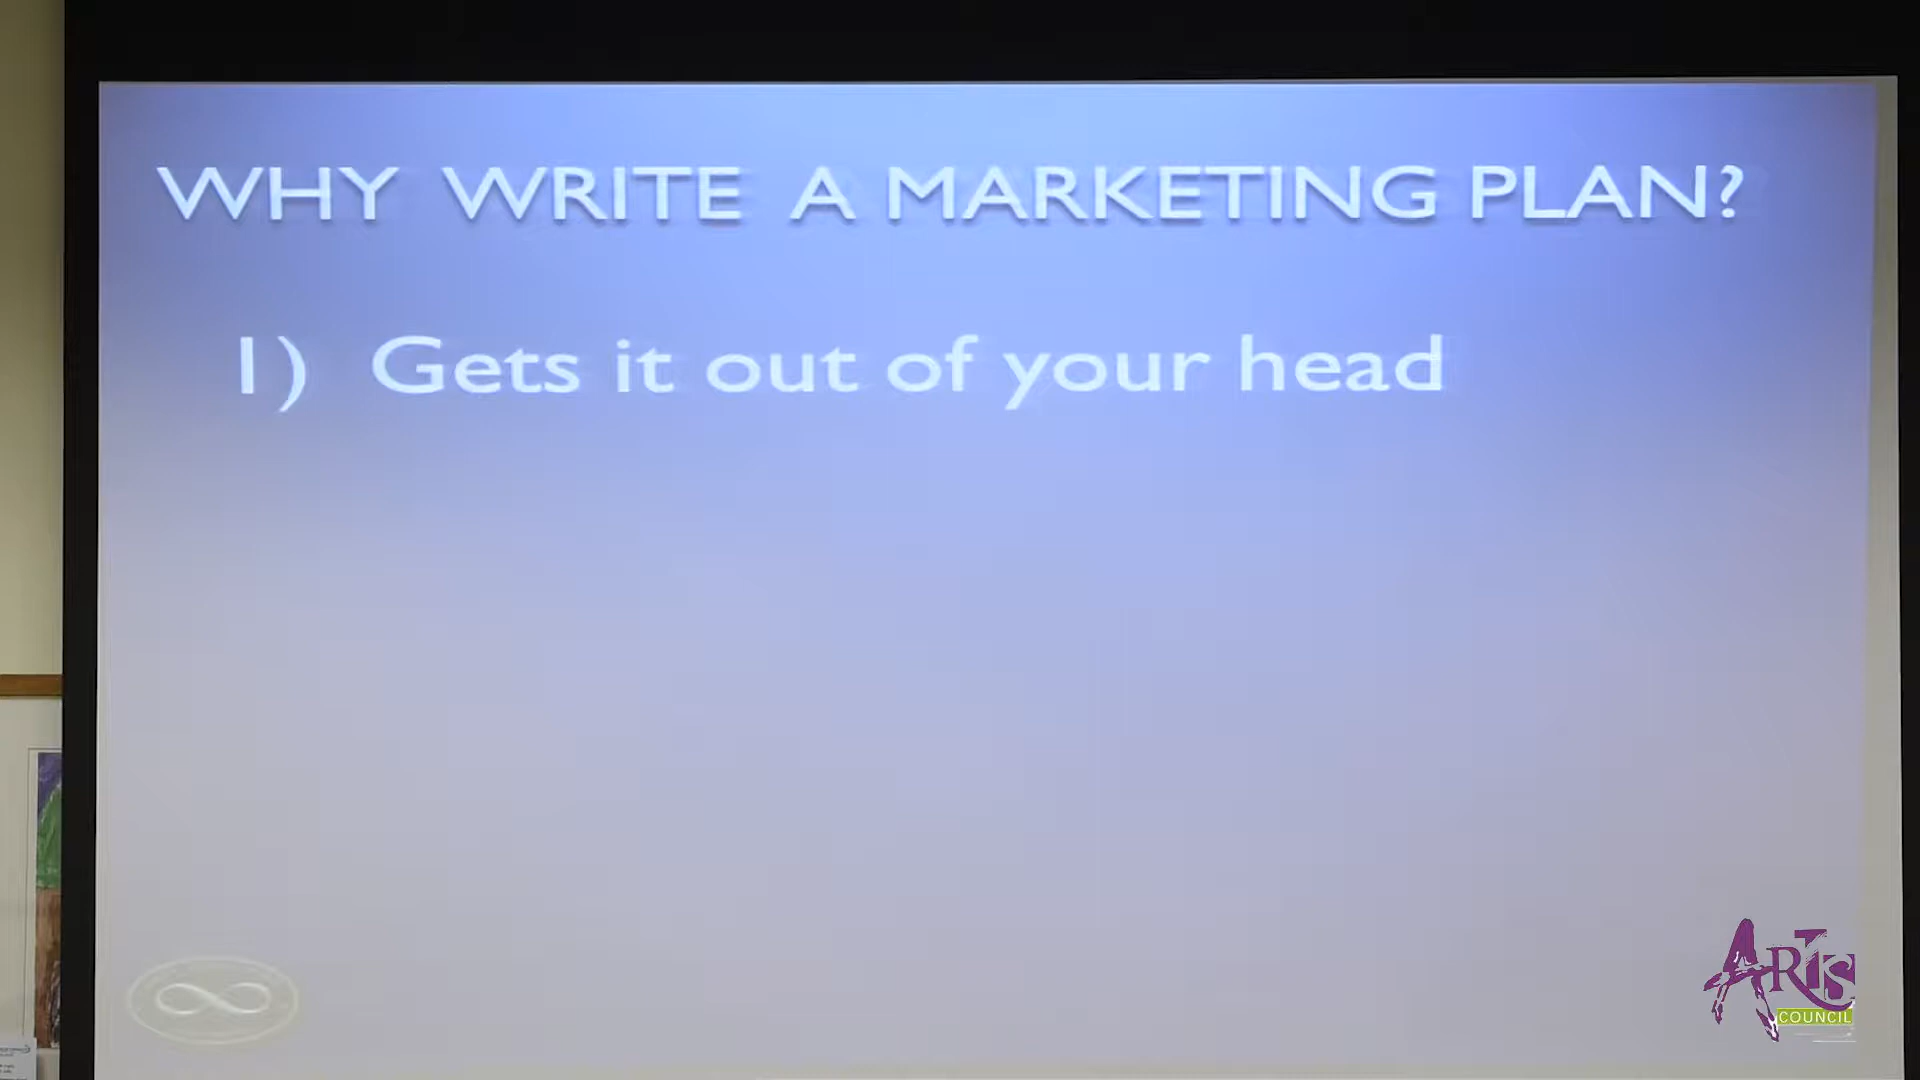 WHY WRITE A MARKETING PLAN?
1) Gets it out of your head
ARTS
COUNCIL